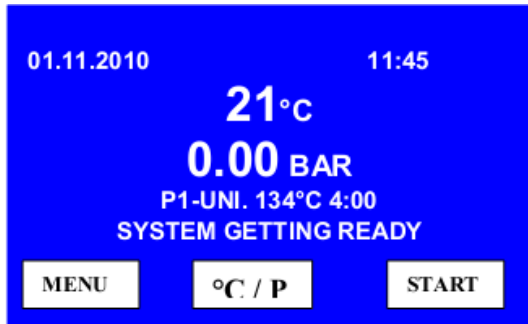 01.11.2010 11:45
21°C
0.00 BAR
P1-UNI. 134°C 4:00
SYSTEM GETTING READY
MENU °C / P START